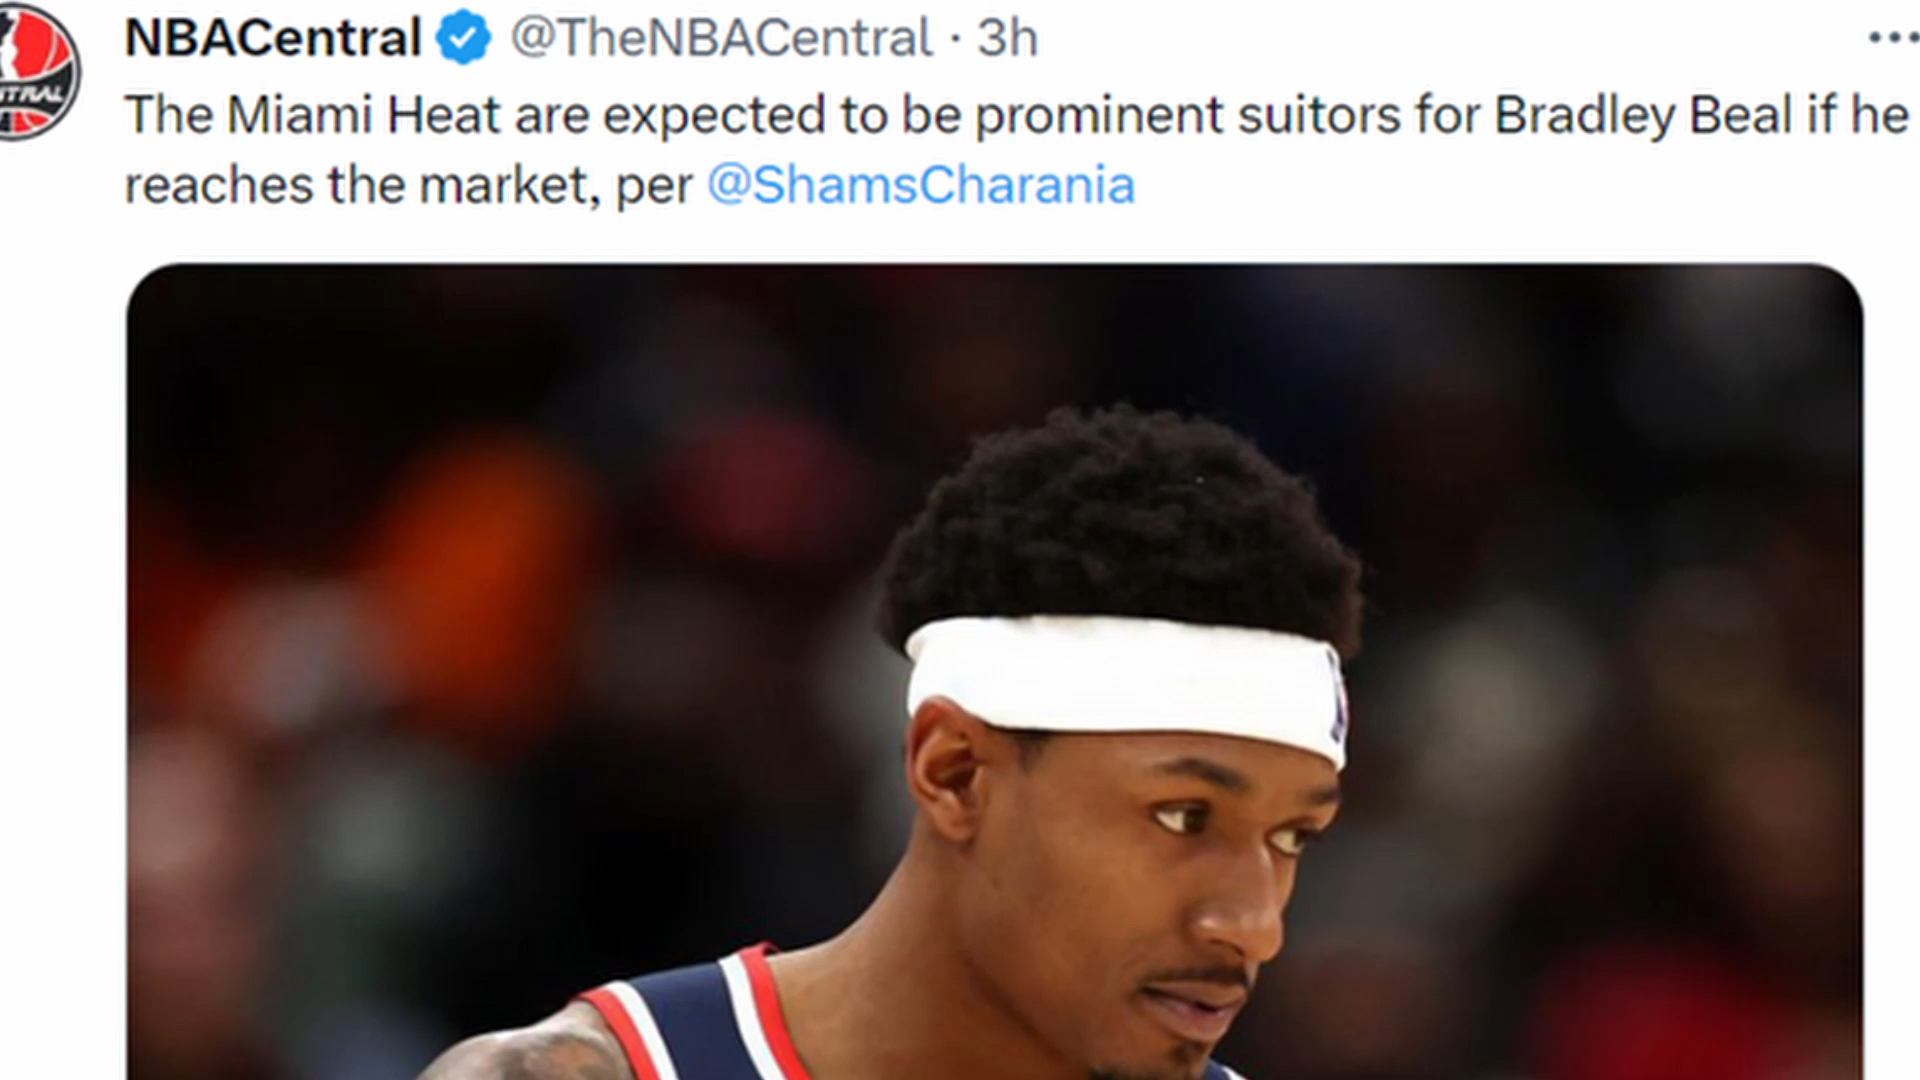 NBACentral @TheNBACentral · 3h
The Miami Heat are expected to be prominent suitors for Bradley Beal if he
reaches the market, per @ShamsCharania